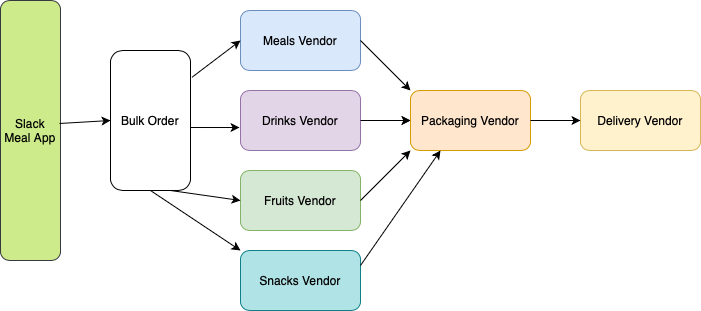 Slack
Meal App
Bulk Order
Meals Vendor
Drinks Vendor
Fruits Vendor
Snacks Vendor
Packaging Vendor
Delivery Vendor